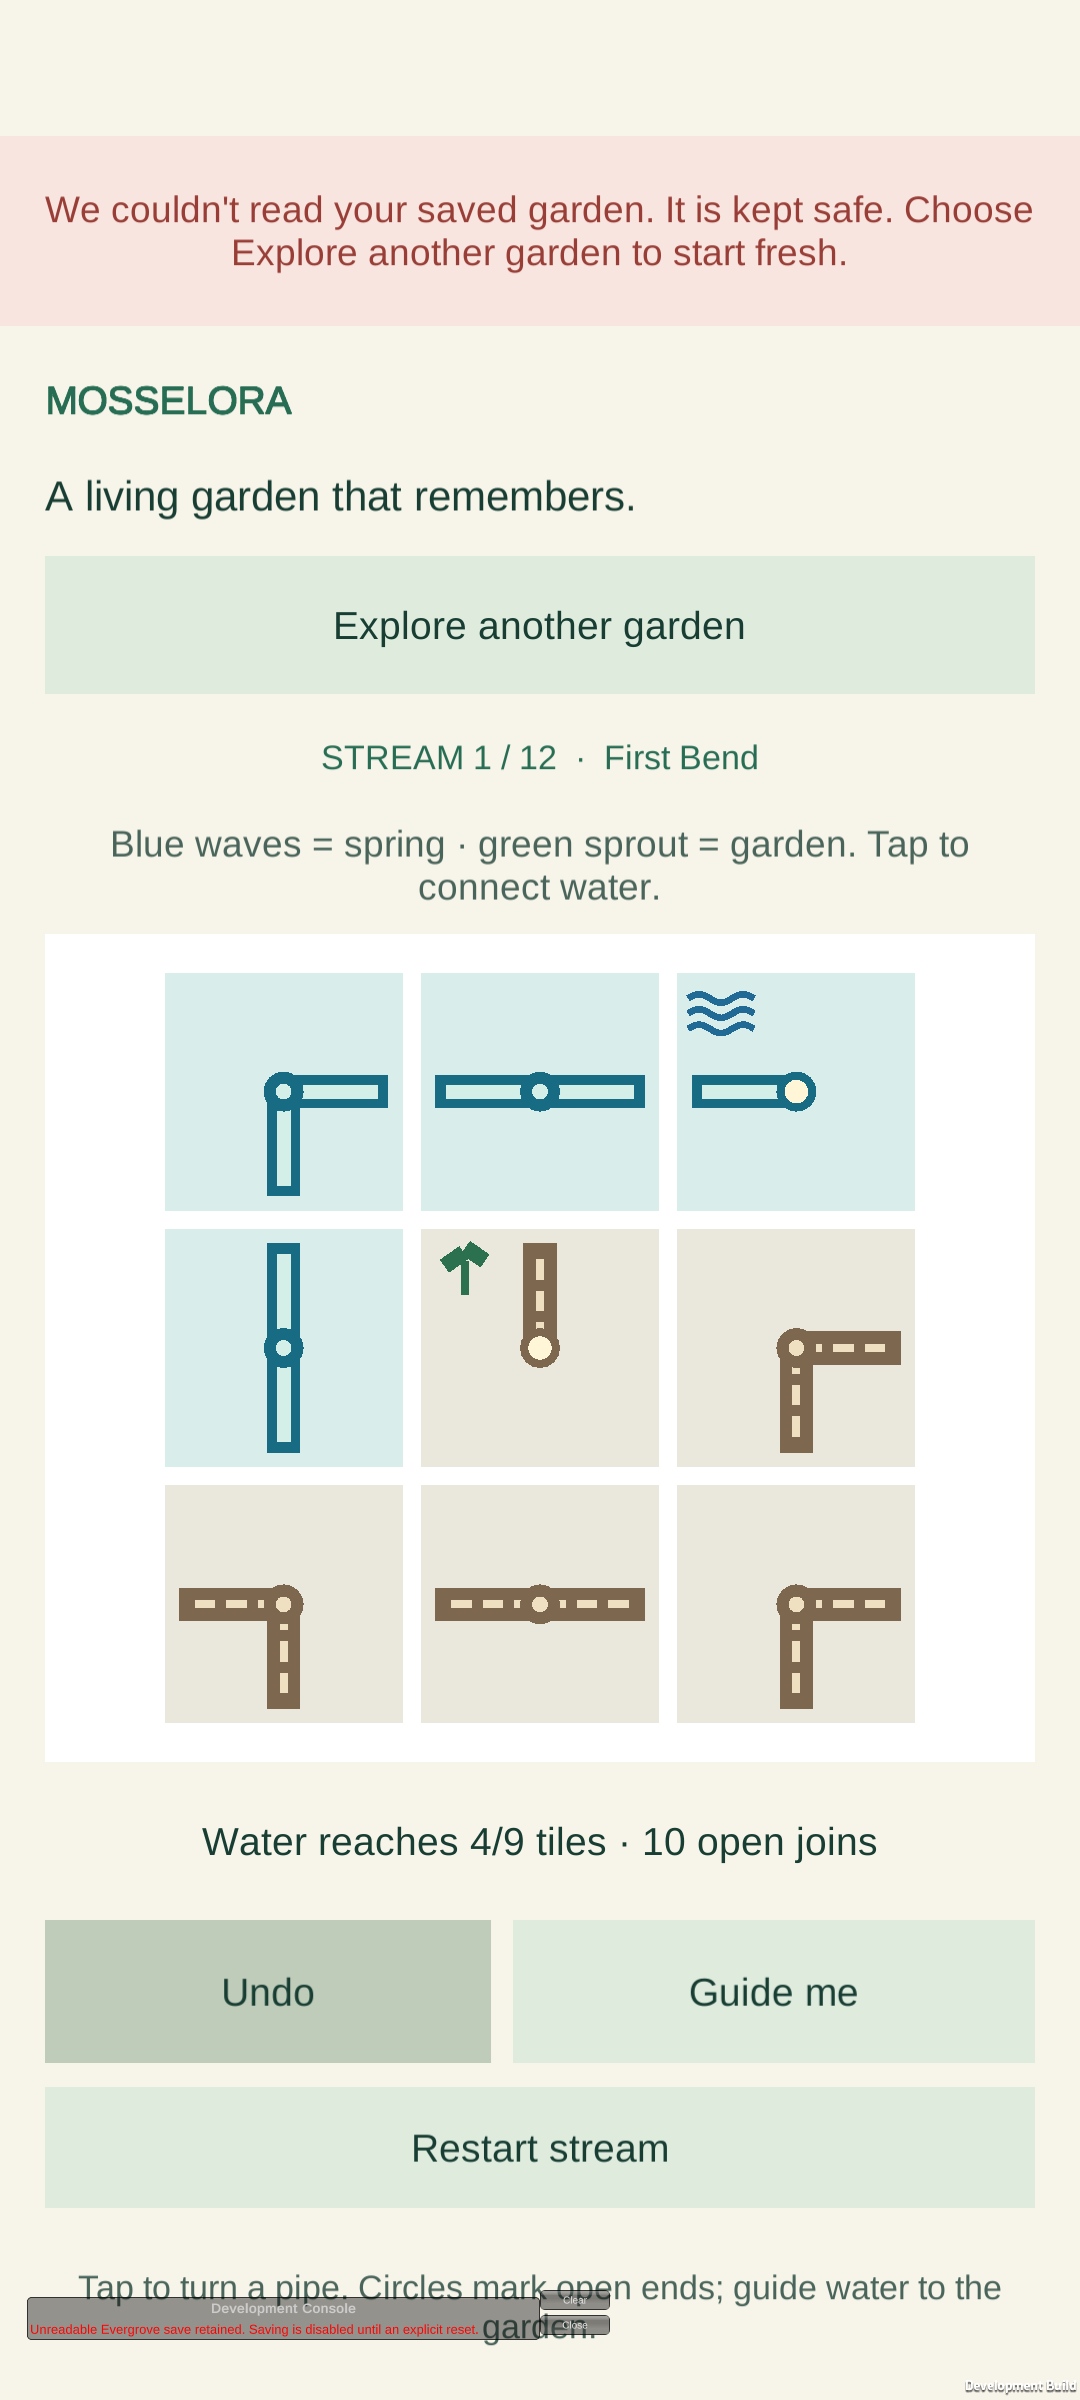 We couldn't read your saved garden. It is kept safe. Choose
Explore another garden to start fresh.
MOSSELORA
A living garden that remembers.
Explore another garden
STREAM 1 / 12 · First Bend
Blue waves = spring · green sprout = garden. Tap to
connect water.
Water reaches 4/9 tiles · 10 open joins
Undo
Guide me
Restart stream
Tap to turn a pipe. Circles mark open ends; guide water to the
garden.
Clear
Development Console
Close
Unreadable Evergrove save retained. Saving is disabled until an explicit reset.
Development Build